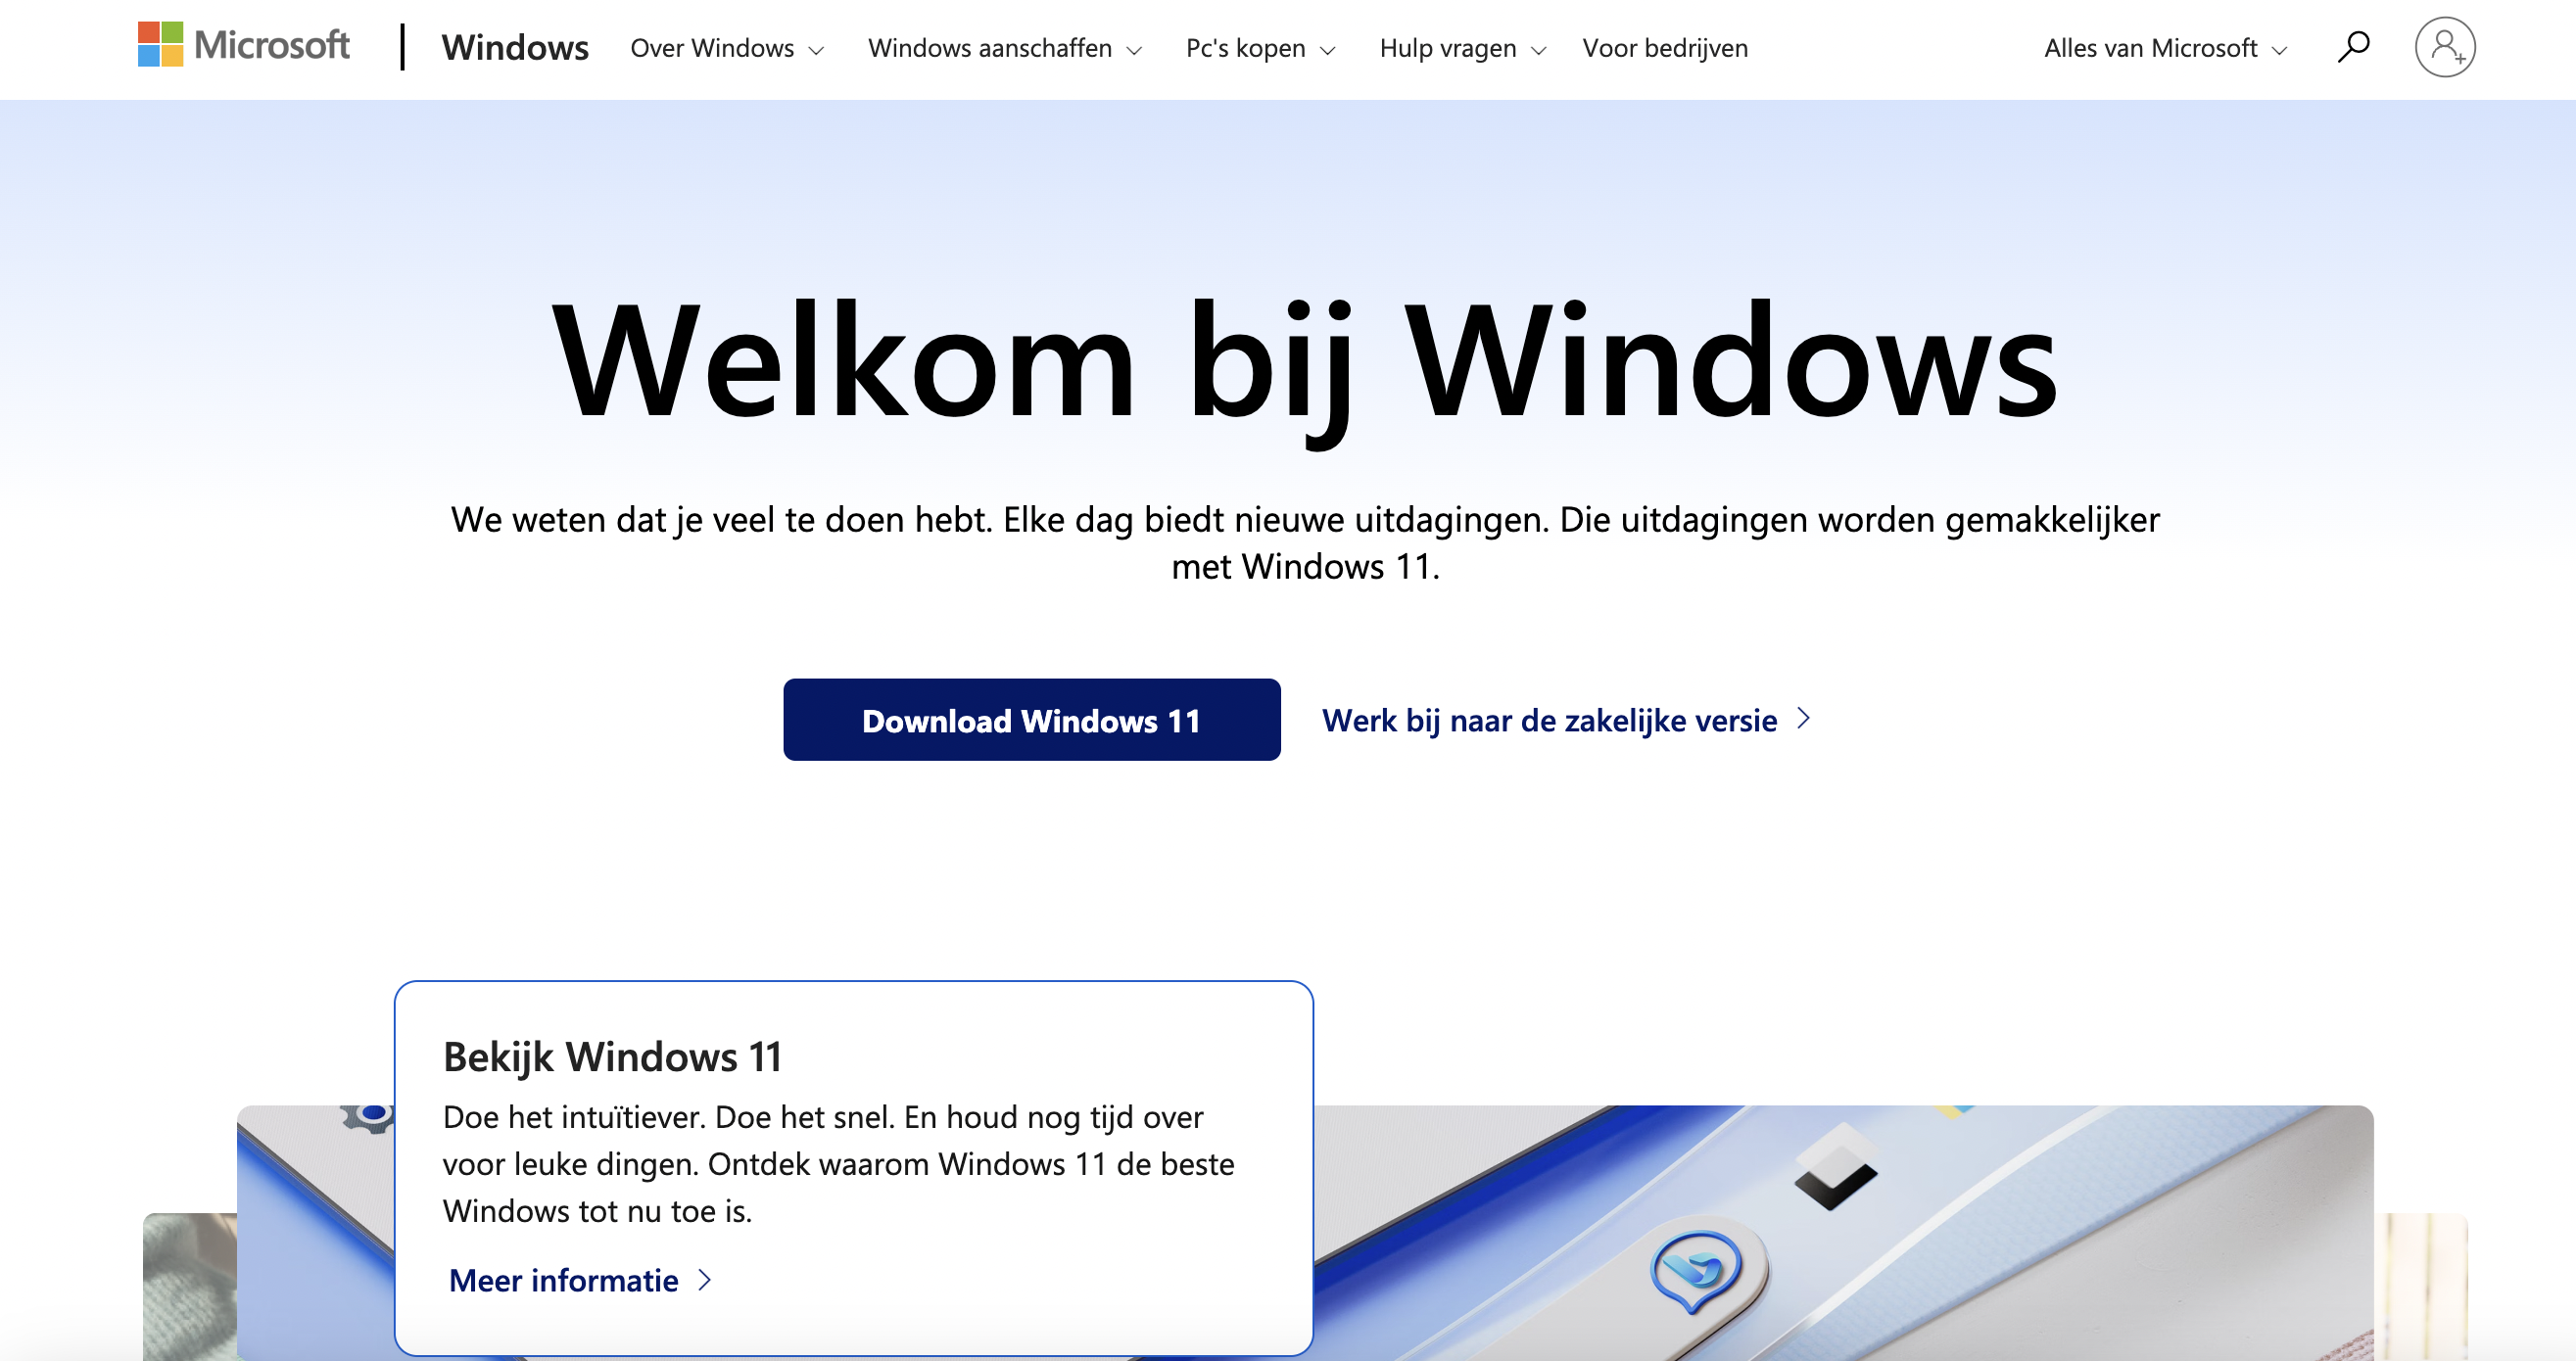 Microsoft
Windows
Over Windows
Windows aanschaffen
Pc's kopen
Hulp vragen
Voor bedrijven
Alles van Microsoft
Welkom bij Windows
We weten dat je veel te doen hebt. Elke dag biedt nieuwe uitdagingen. Die uitdagingen worden gemakkelijker
met Windows 11.
Download Windows 11
Werk bij naar de zakelijke versie
Bekijk Windows 11
Doe het intuïtiever. Doe het snel. En houd nog tijd over
voor leuke dingen. Ontdek waarom Windows 11 de beste
Windows tot nu toe is.
Meer informatie